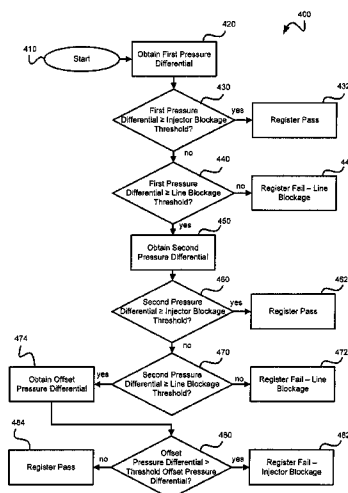 400
420
410
Start
Obtain First Pressure
Differential
430
432
First Pressure
Differential ≥ Injector Blockage
Threshold?
yes
Register Pass
no
440
44
First Pressure
Differential ≥ Line Blockage
Threshold?
no
Register Fail – Line
Blockage
yes
450
Obtain Second
Pressure Differential
460
462
Second Pressure
Differential ≥ Injector Blockage
Threshold?
yes
Register Pass
no
474
470
472
Obtain Offset
Pressure Differential
yes
Second Pressure
Differential ≥ Line Blockage
Threshold?
no
Register Fail – Line
Blockage
484
480
482
Register Pass
no
Offset
Pressure Differential >
Threshold Offset Pressure
Differential?
yes
Register Fail –
Injector Blockage